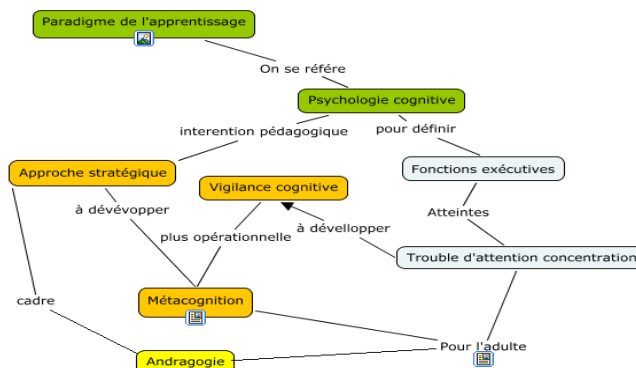 Paradigme de l'apprentissage
On se référe
Psychologie cognitive
interention pédagogique
pour définir
Approche stratégique
Vigilance cognitive
Fonctions exécutives
à dévévopper
Atteintes
plus opérationnelle
à dévellopper
Trouble d'attention concentration
cadre
Métacognition
Pour l'adulte
Andragogie